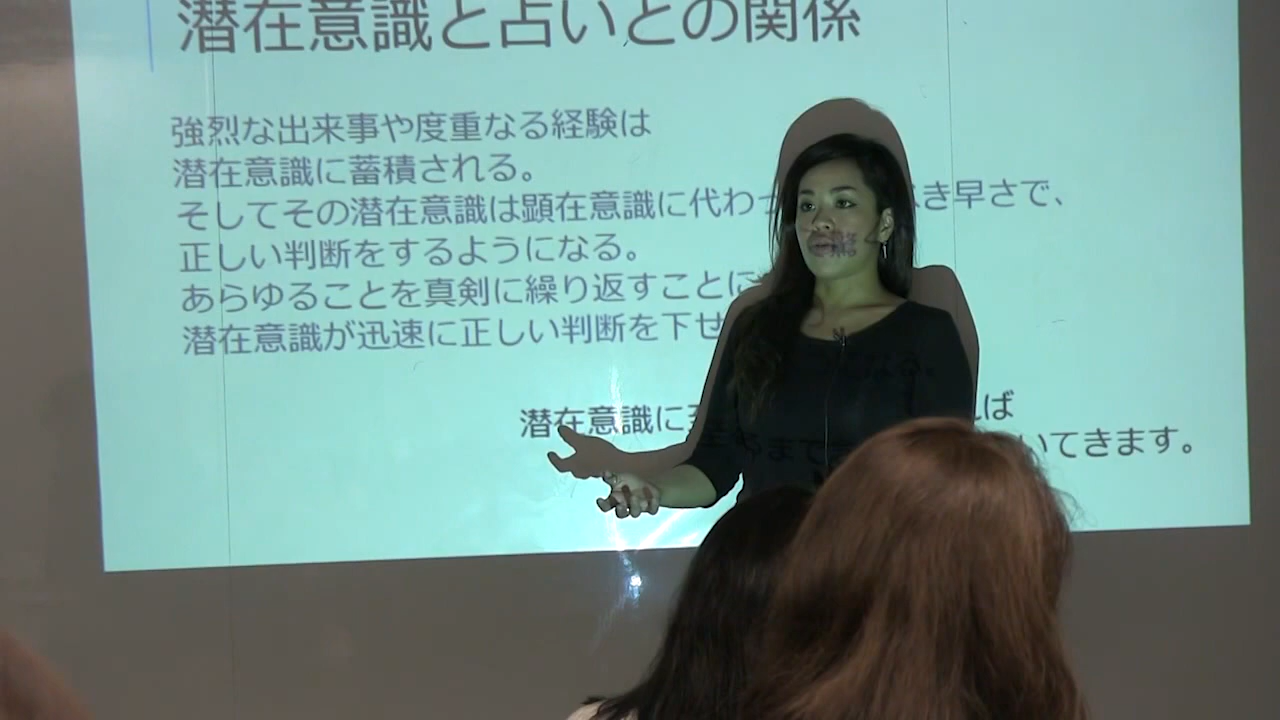 潜在意識と占いとの関係
強烈な出来事や度重なる経験は
潜在意識に蓄積される。
そしてその潜在意識は顕在意識に代わっ き早さで、
正しい判断をするようになる。
あらゆることを真剣に繰り返すことに
潜在意識が迅速に正しい判断を下せ
潜在意識に ば
いてきます。